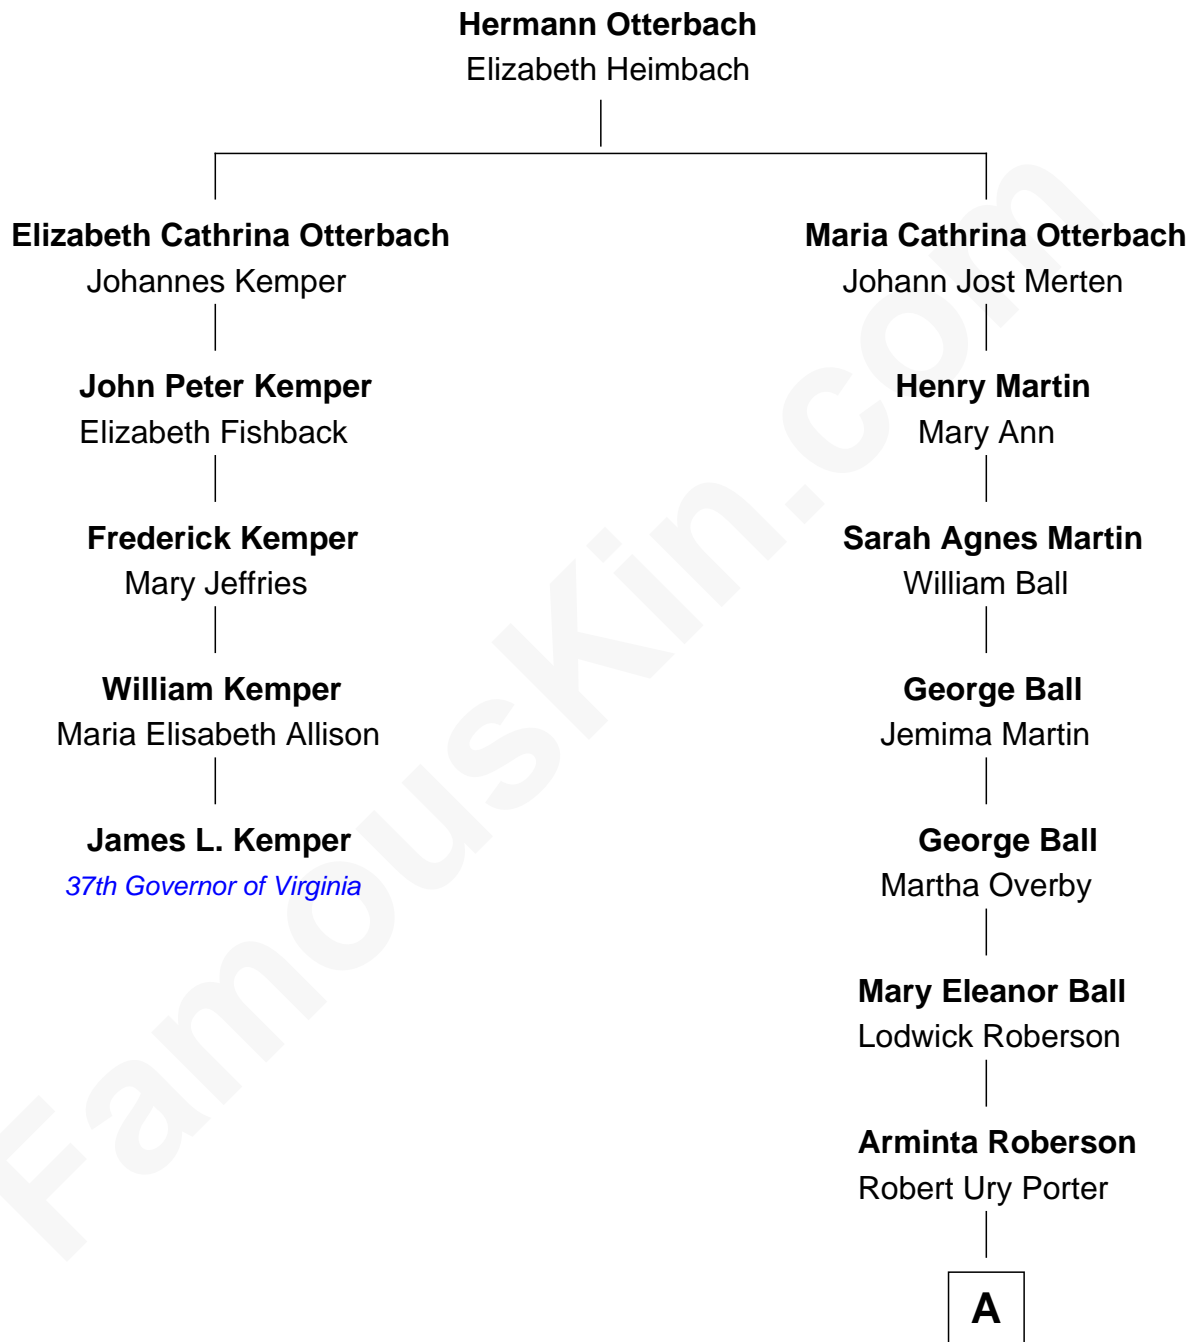 Hermann Otterbach
Elizabeth Heimbach
Elizabeth Cathrina Otterbach
Johannes Kemper
Maria Cathrina Otterbach
Johann Jost Merten
John Peter Kemper
Elizabeth Fishback
Henry Martin
Mary Ann
Frederick Kemper
Mary Jeffries
Sarah Agnes Martin
William Ball
William Kemper
Maria Elisabeth Allison
George Ball
Jemima Martin
James L. Kemper
37th Governor of Virginia
George Ball
Martha Overby
Mary Eleanor Ball
Lodwick Roberson
Arminta Roberson
Robert Ury Porter
A
FamousKin.com